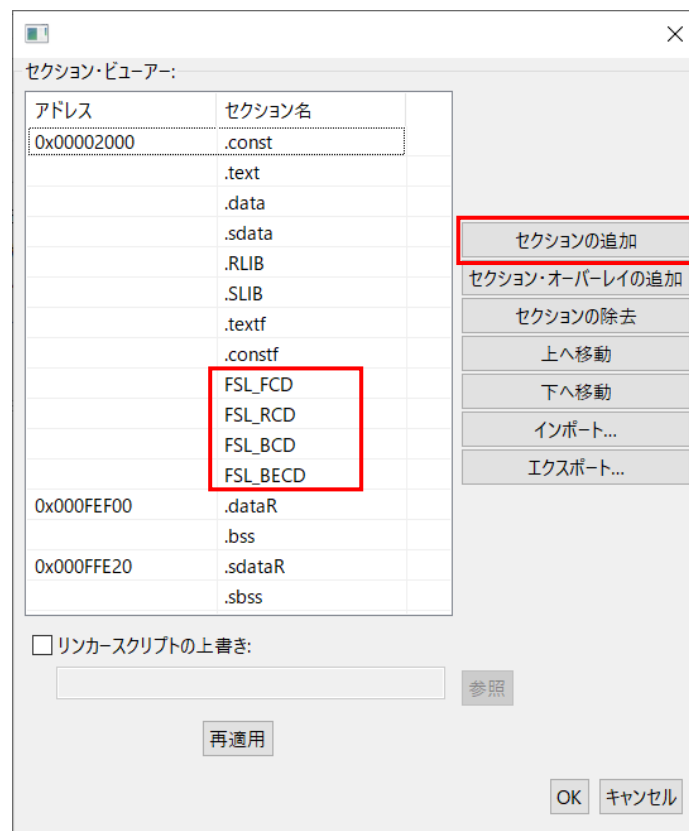 セクション・ビューアー:
アドレス セクション名
0x00002000 .const
.text
.data
.sdata
.RLIB
.SLIB
.textf
.constf
FSL_FCD
FSL_RCD
FSL_BCD
FSL_BECD
0x000FEF00 .dataR
.bss
0x000FFE20 .sdataR
.sbss
セクションの追加
セクション・オーバーレイの追加
セクションの除去
上へ移動
下へ移動
インポート...
エクスポート...
リンカースクリプトの上書き:
参照
再適用
OK キャンセル